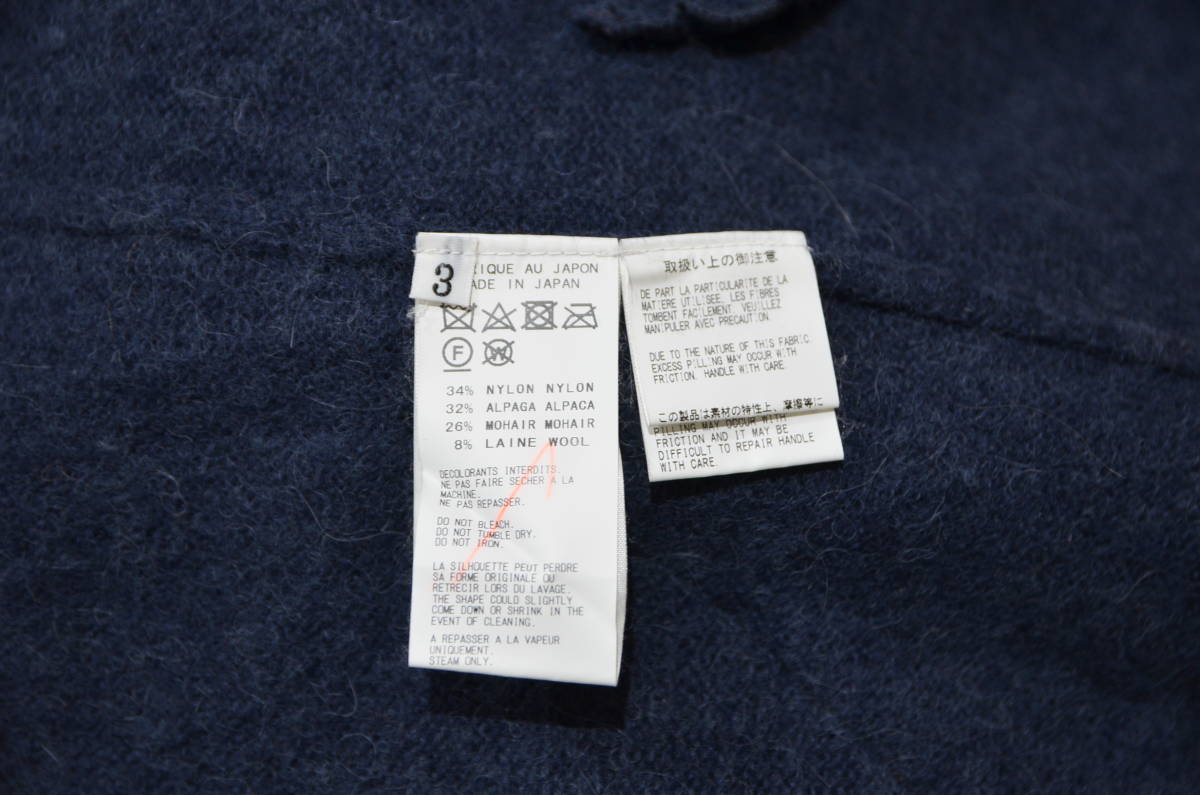 3
IQUE AU JAPON
ADE IN JAPAN
F
W
34% NYLON NYLON
32% ALPAGA ALPACA
26% MOHAIR MOHAIR
8% LAINE WOOL
DECOLORANTS INTERDITS.
NE PAS FAIRE SECHER A LA
MACHINE.
NE PAS REPASSER.
DO NOT BLEACH.
DO NOT TUMBLE DRY.
DO NOT IRON.
LA SILHOUETTE PEUT PERDRE
SA FORME ORIGINALE OU
RETRECIR LORS DU LAVAGE.
THE SHAPE COULD SLIGHTLY
COME DOWN OR SHRINK IN THE
EVENT OF CLEANING.
A REPASSER A LA VAPEUR
UNIQUEMENT.
STEAM ONLY.
取扱い上の御注意
DE PART LA PARTICULARITE DE LA
MATIERE UTILISEE, LES FIBRES
TOMBENT FACILEMENT. VEUILLEZ
MANIPULER AVEC PRECAUTION.
DUE TO THE NATURE OF THIS FABRIC,
EXCESS PILLING MAY OCCUR WITH
FRICTION. HANDLE WITH CARE.
この製品は素材の特性上、摩擦等に
PILLING MAY OCCUR WITH
FRICTION AND IT MAY BE
DIFFICULT TO REPAIR HANDLE
WITH CARE.